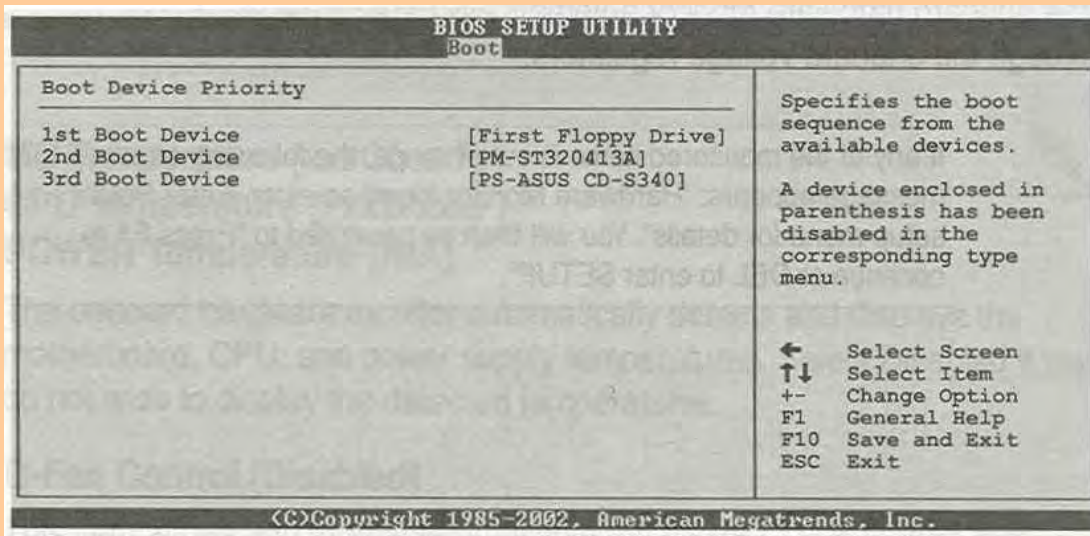 BIOS SETUP UTILITY
Boot
Boot Device Priority
1st Boot Device [First Floppy Drive]
2nd Boot Device [PM-ST320413A]
3rd Boot Device [PS-ASUS CD-S340]
Specifies the boot
sequence from the
available devices.
A device enclosed in
parenthesis has been
disabled in the
corresponding type
menu.
← Select Screen
↑↓ Select Item
+- Change Option
F1 General Help
F10 Save and Exit
ESC Exit
(C)Copyright 1985-2002, American Megatrends, Inc.